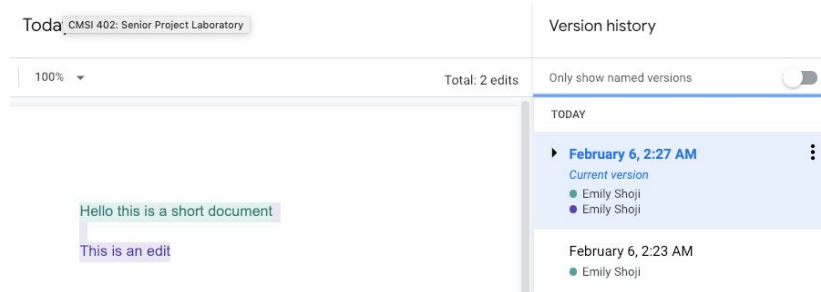 Today
CMSI 402: Senior Project Laboratory
Version history
100%
Total: 2 edits
Only show named versions
TODAY
February 6, 2:27 AM
Current version
Emily Shoji
Emily Shoji
Hello this is a short document
This is an edit
February 6, 2:23 AM
Emily Shoji